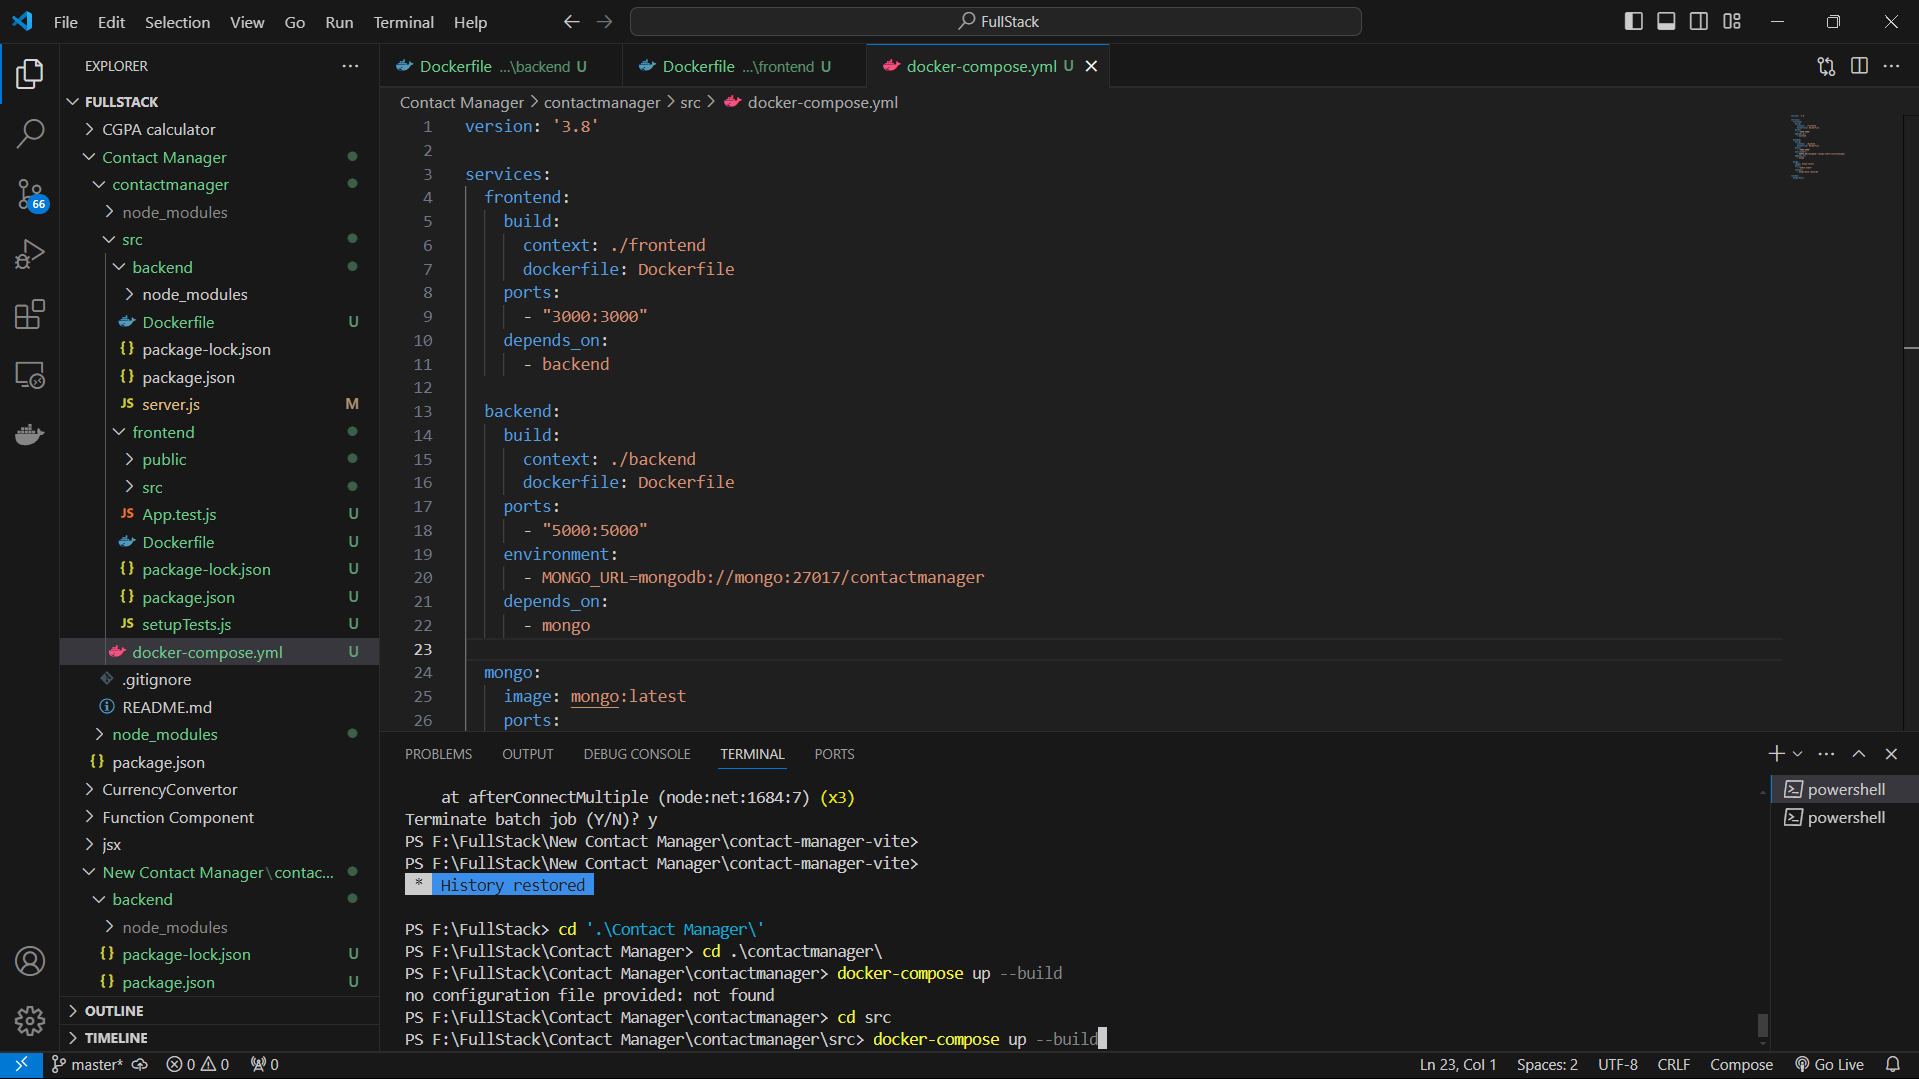 File Edit Selection View Go Run Terminal Help
FullStack
EXPLORER
FULLSTACK
CGPA calculator
Contact Manager
contactmanager
node_modules
src
backend
node_modules
Dockerfile U
package-lock.json
package.json
server.js M
frontend
public
src
App.test.js U
Dockerfile U
package-lock.json U
package.json U
setupTests.js U
docker-compose.yml U
.gitignore
README.md
node_modules
package.json
CurrencyConvertor
Function Component
jsx
New Contact Manager\contac...
backend
node_modules
package-lock.json U
package.json U
OUTLINE
TIMELINE
66
Dockerfile ...\backend U
Dockerfile ...\frontend U
docker-compose.yml U
Contact Manager > contactmanager > src > docker-compose.yml
1 version: '3.8'
2
3 services:
4 frontend:
5 build:
6 context: ./frontend
7 dockerfile: Dockerfile
8 ports:
9 - "3000:3000"
10 depends_on:
11 - backend
12
13 backend:
14 build:
15 context: ./backend
16 dockerfile: Dockerfile
17 ports:
18 - "5000:5000"
19 environment:
20 - MONGO_URL=mongodb://mongo:27017/contactmanager
21 depends_on:
22 - mongo
23
24 mongo:
25 image: mongo:latest
26 ports:
PROBLEMS OUTPUT DEBUG CONSOLE TERMINAL PORTS
at afterConnectMultiple (node:net:1684:7) (x3)
Terminate batch job (Y/N)? y
PS F:\FullStack\New Contact Manager\contact-manager-vite>
PS F:\FullStack\New Contact Manager\contact-manager-vite>
* History restored
PS F:\FullStack> cd '.\Contact Manager\'
PS F:\FullStack\Contact Manager> cd .\contactmanager\
PS F:\FullStack\Contact Manager\contactmanager> docker-compose up --build
no configuration file provided: not found
PS F:\FullStack\Contact Manager\contactmanager> cd src
PS F:\FullStack\Contact Manager\contactmanager\src> docker-compose up --build
powershell
powershell
master* 0 0 0
Ln 23, Col 1 Spaces: 2 UTF-8 CRLF Compose Go Live